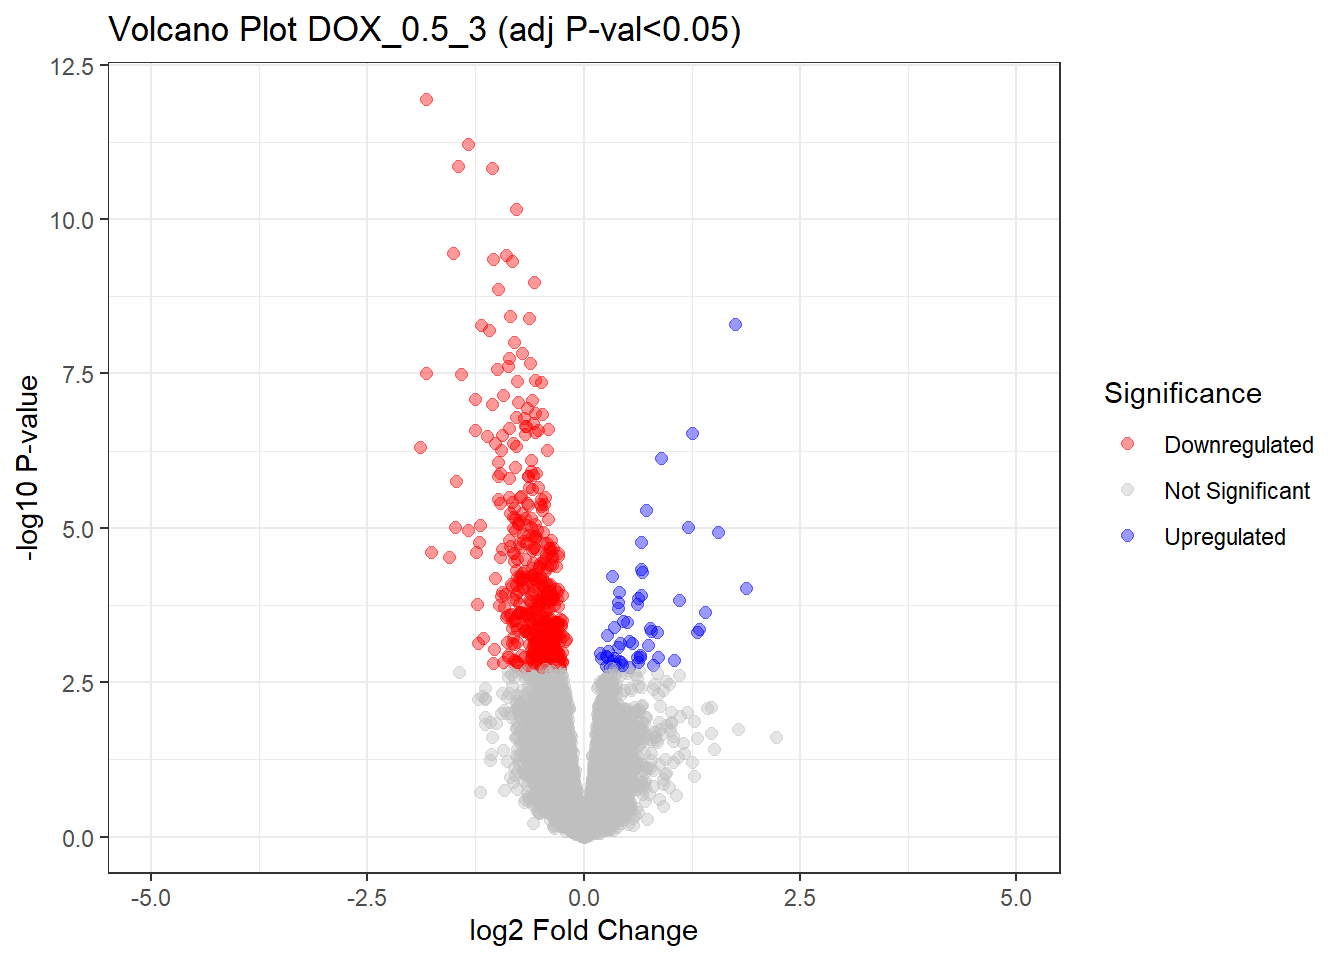 Volcano Plot DOX_0.5_3 (adj P-val<0.05)
12.5
10.0
7.5
5.0
2.5
0.0
-log10 P-value
-5.0
-2.5
0.0
2.5
5.0
log2 Fold Change
Significance
Downregulated
Not Significant
Upregulated